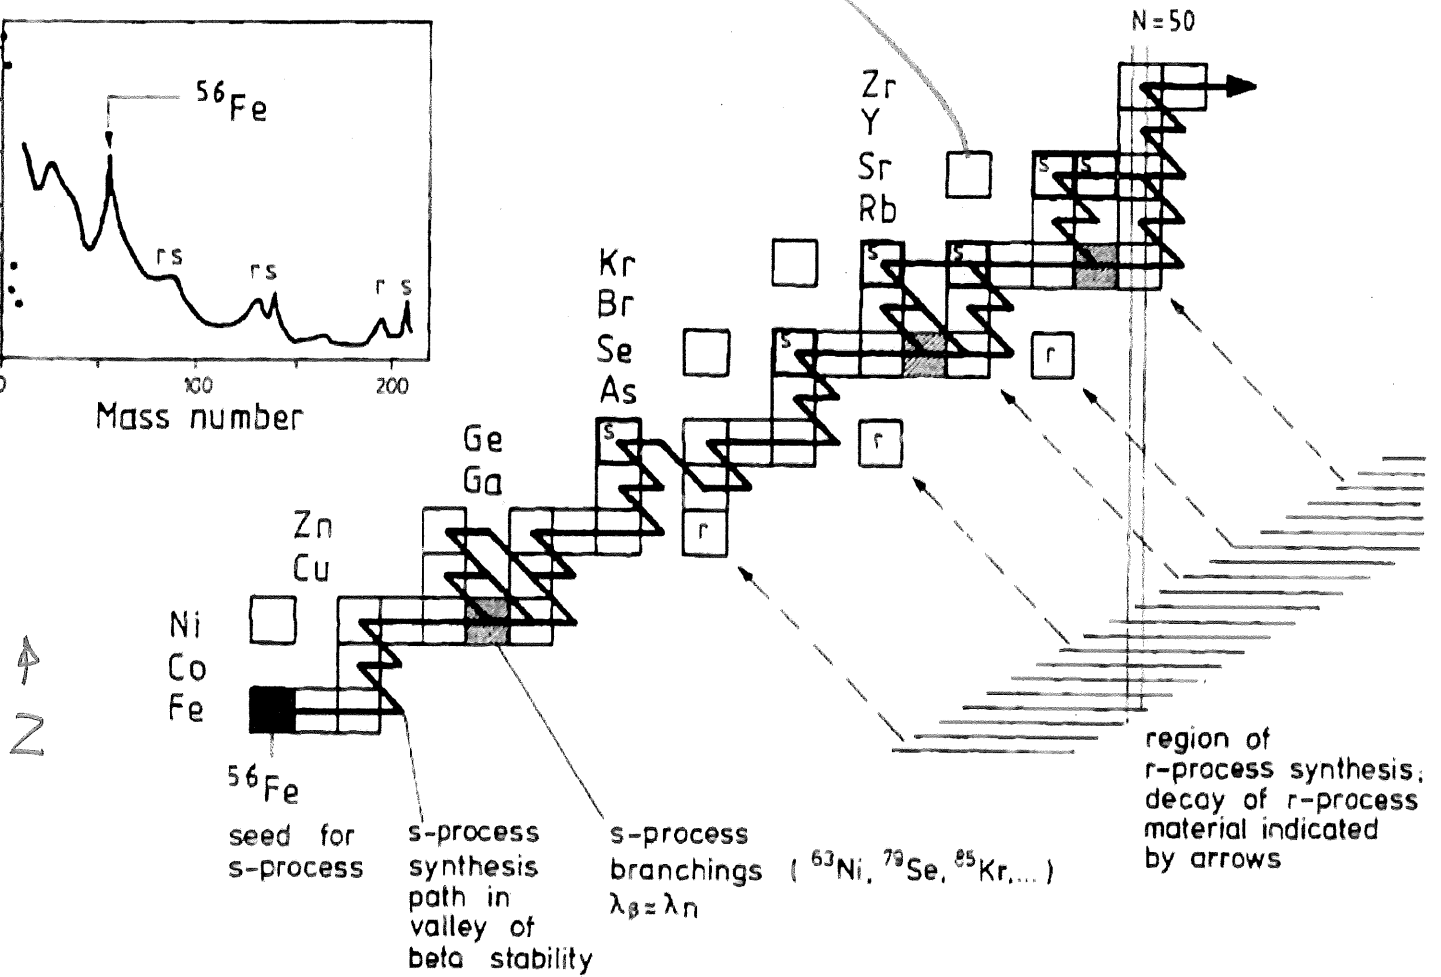 N=50
Zr
Y
Sr
Rb
s s
56Fe
r s
r s
r s
0 100 200
Mass number
Kr
Br
Se
As
s s
s
r
Ge
Ga
s
r
Zn
Cu
r
Ni
Co
Fe
Z
56Fe
seed for
s-process
s-process
synthesis
path in
valley of
beta stability
s-process
branchings ( 63Ni, 79Se, 85Kr,... )
λβ≈λn
region of
r-process synthesis;
decay of r-process
material indicated
by arrows